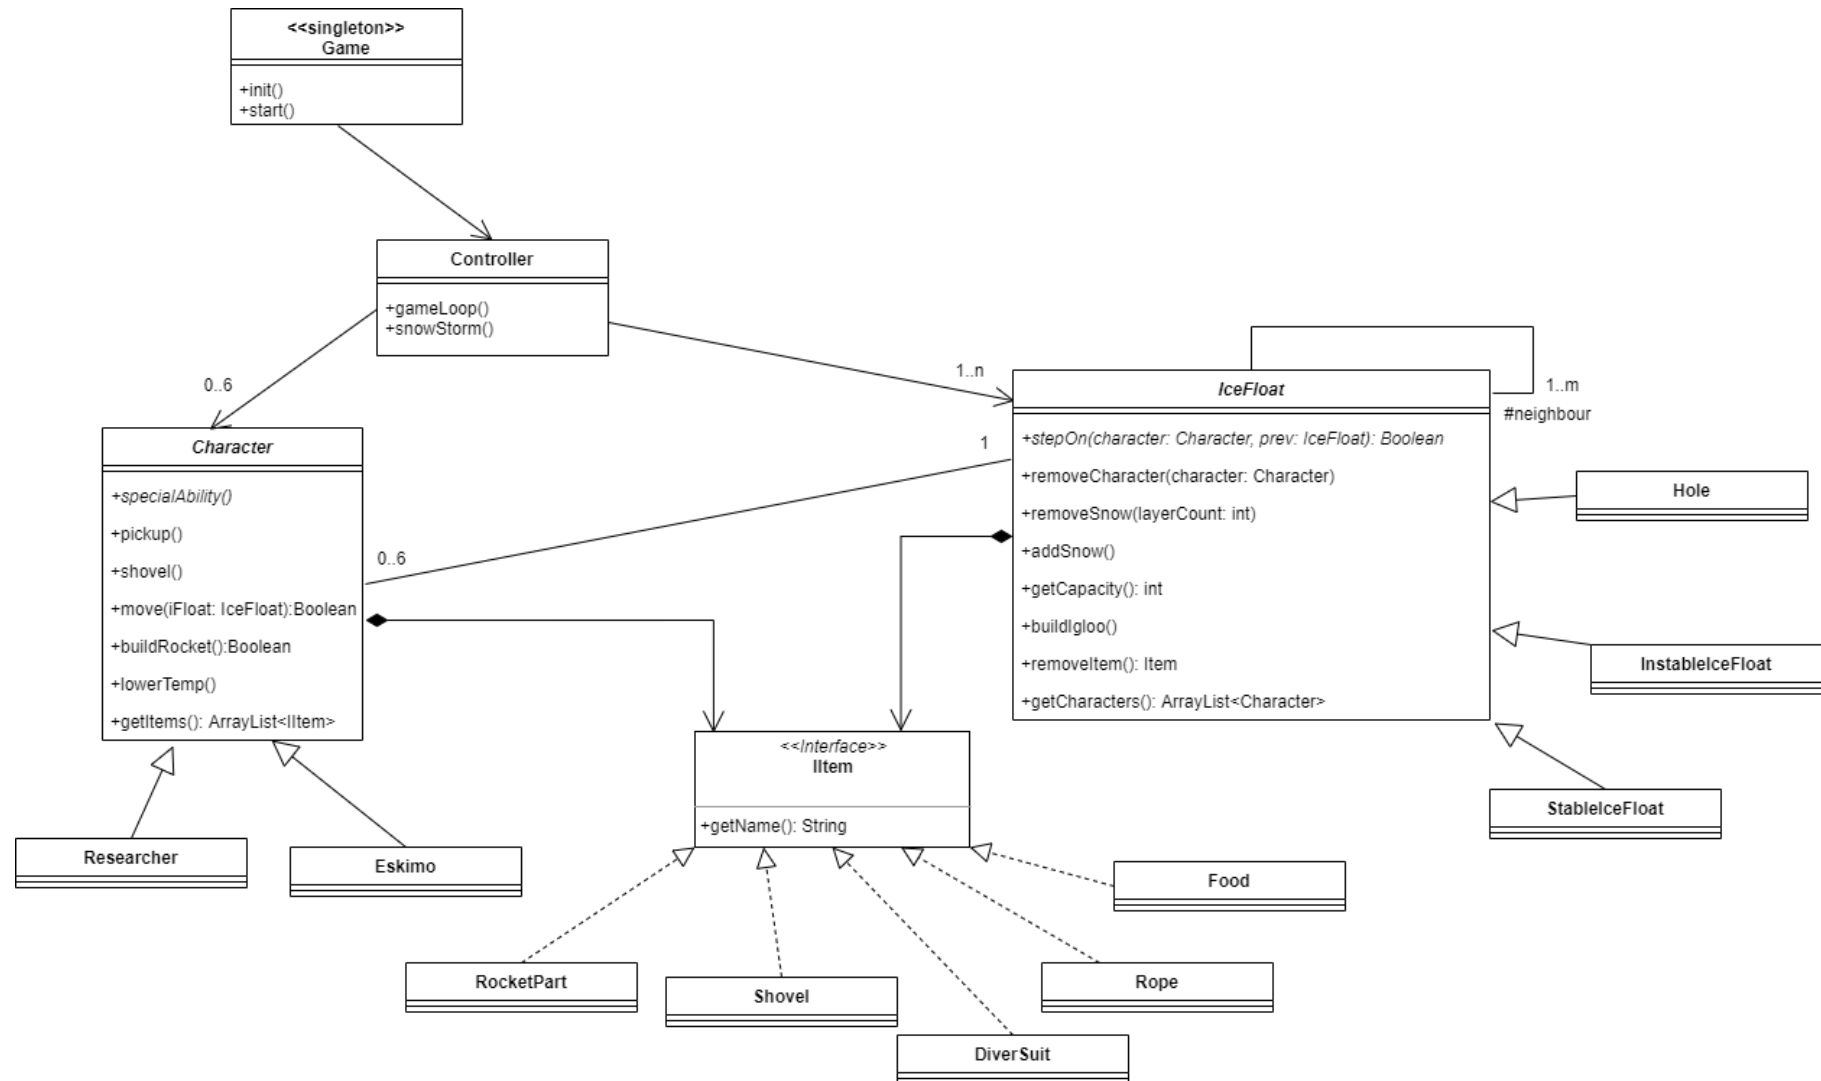 <<singleton>>
Game
+init()
+start()
Controller
+gameLoop()
+snowStorm()
0..6
1..n
1..m
#neighbour
IceFloat
+stepOn(character: Character, prev: IceFloat): Boolean
+removeCharacter(character: Character)
+removeSnow(layerCount: int)
+addSnow()
+getCapacity(): int
+buildIgloo()
+removeItem(): Item
+getCharacters(): ArrayList<Character>
1
0..6
Character
+specialAbility()
+pickup()
+shovel()
+move(iFloat: IceFloat):Boolean
+buildRocket():Boolean
+lowerTemp()
+getItems(): ArrayList<IItem>
Hole
InstableIceFloat
StableIceFloat
<<Interface>>
IItem
+getName(): String
Researcher
Eskimo
Food
RocketPart
Shovel
Rope
DiverSuit